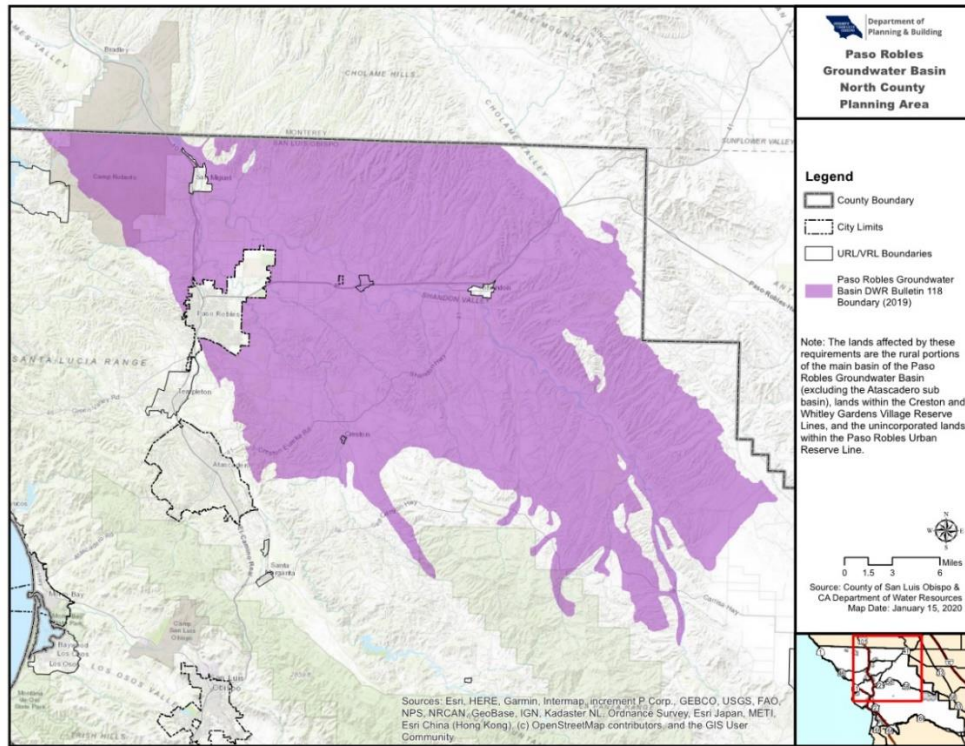 Department of
Planning & Building
Paso Robles
Groundwater Basin
North County
Planning Area
Legend
County Boundary
City Limits
URL/VRL Boundaries
Paso Robles Groundwater
Basin DWR Bulletin 118
Boundary (2019)
Note: The lands affected by these
requirements are the rural portions
of the main basin of the Paso
Robles Groundwater Basin
(excluding the Atascadero sub
basin), lands within the Creston and
Whitley Gardens Village Reserve
Lines, and the unincorporated lands
within the Paso Robles Urban
Reserve Line.
N
W E
S
Miles
0 1.5 3 6
Source: County of San Luis Obispo &
CA Department of Water Resources
Map Date: January 15, 2020
Bradley
CHOLAME HILLS
CHOLAME VALLEY
MONTEREY
SAN LUIS OBISPO
SUNFLOWER VALLEY
Camp Roberts
Miguel
SHANDON VALLEY
Paso Robles
SANTA LUCIA RANGE
Templeton
Creston
Atascadero
Santa
Margarita
Morro Bay
Baywood
Los Osos
LOS OSOS VALLEY
Camp
San Luis
Obispo
Obispo
IRISH HILLS
Sources: Esri, HERE, Garmin, Intermap, increment P Corp., GEBCO, USGS, FAO,
NPS, NRCAN, GeoBase, IGN, Kadaster NL, Ordnance Survey, Esri Japan, METI,
Esri China (Hong Kong), (c) OpenStreetMap contributors, and the GIS User
Community